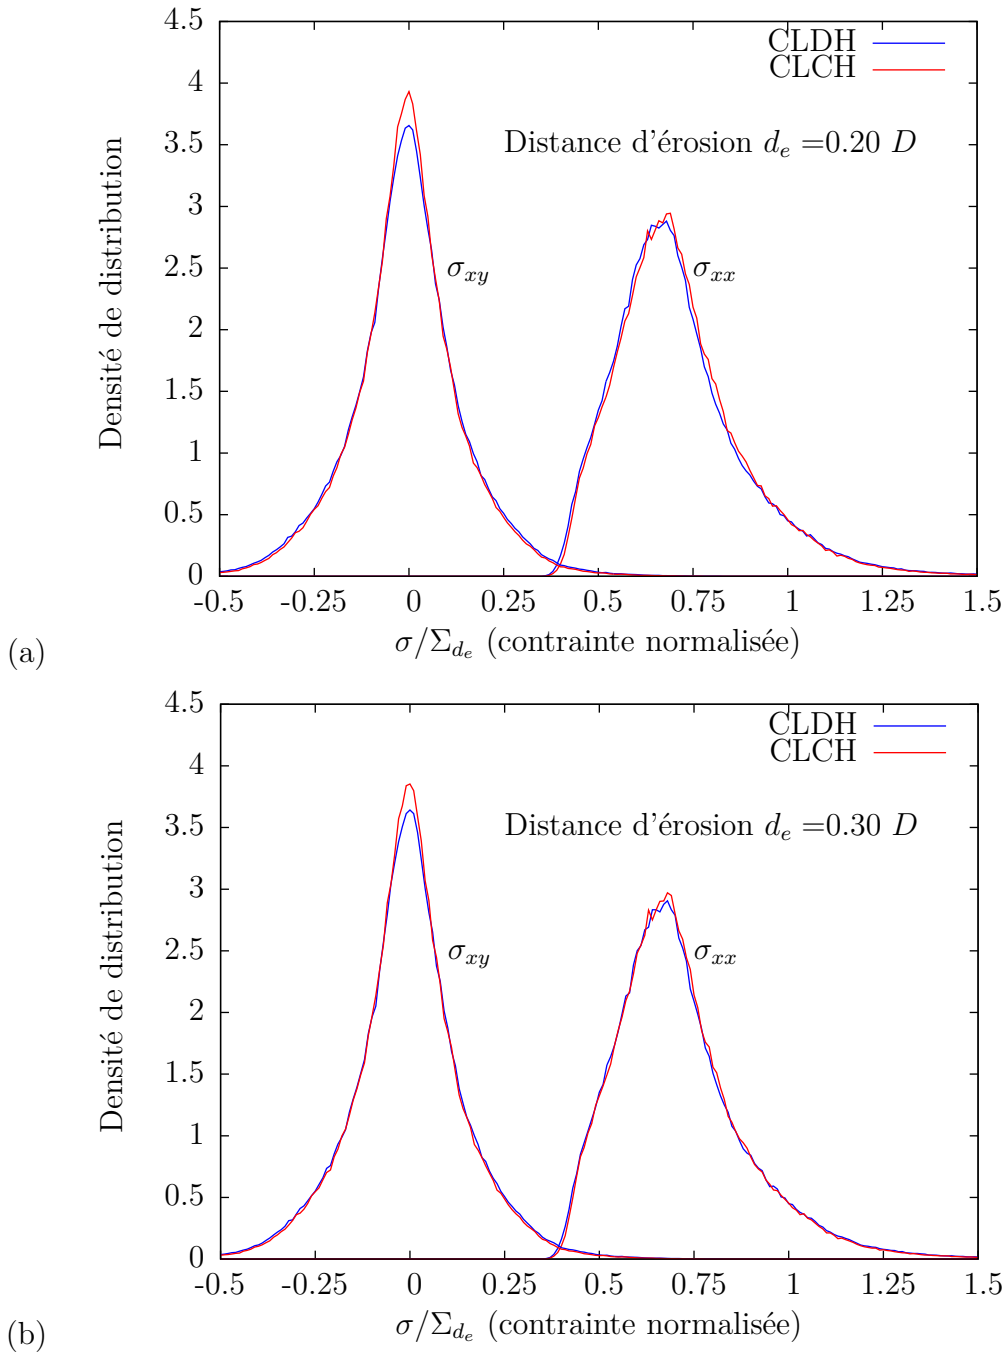 4.5
4
3.5
3
2.5
2
1.5
1
0.5
0
Densité de distribution
CLDH
CLCH
Distance d'érosion d_e =0.20 D
σ_xy
σ_xx
-0.5 -0.25 0 0.25 0.5 0.75 1 1.25 1.5
σ/Σ_{d_e} (contrainte normalisée)
(a)
4.5
4
3.5
3
2.5
2
1.5
1
0.5
0
Densité de distribution
CLDH
CLCH
Distance d'érosion d_e =0.30 D
σ_xy
σ_xx
-0.5 -0.25 0 0.25 0.5 0.75 1 1.25 1.5
σ/Σ_{d_e} (contrainte normalisée)
(b)